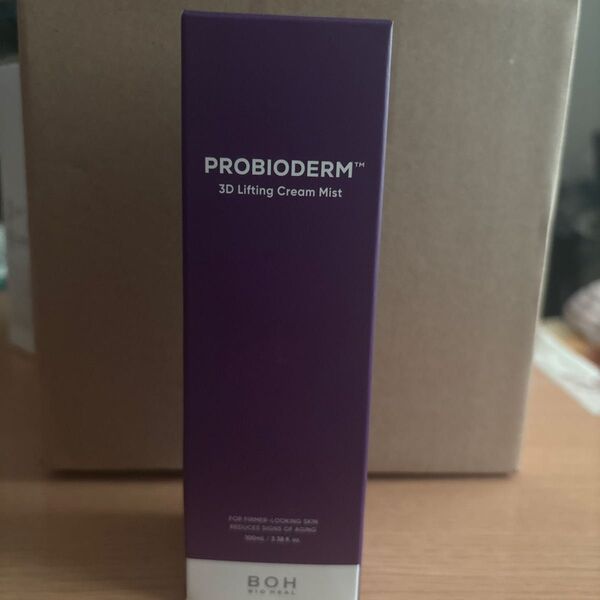 PROBIODERM™
3D Lifting Cream Mist
FOR FIRMER-LOOKING SKIN
REDUCES SIGNS OF AGING
100mL / 3.38 fl. oz.
BOH
BIO HEAL